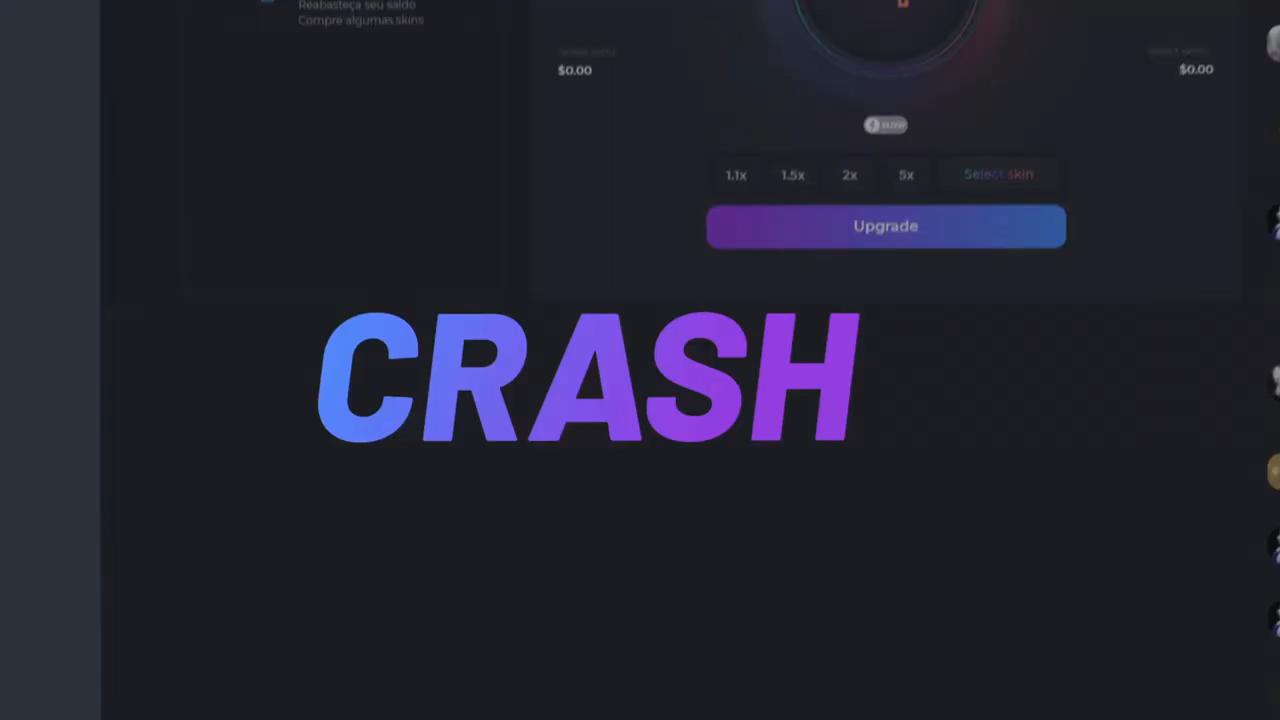 Reabasteça seu saldo
Compre algumas skins
$0.00
$0.00
1.1x 1.5x 2x 5x Select skin
Upgrade
CRASH